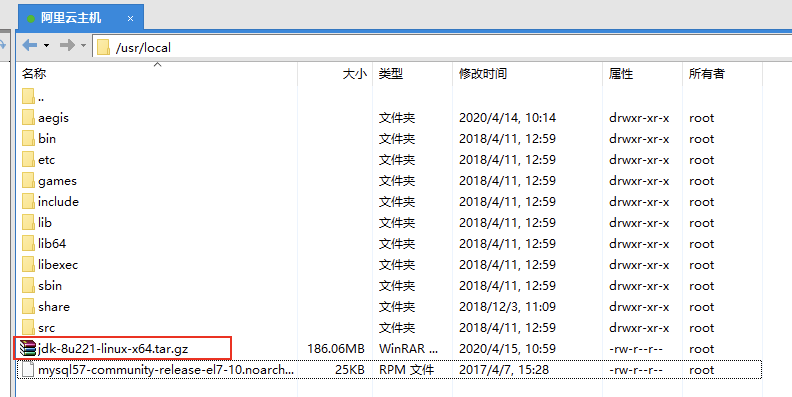 阿里云主机 ×
/usr/local
名称 大小 类型 修改时间 属性 所有者
..
aegis 文件夹 2020/4/14, 10:14 drwxr-xr-x root
bin 文件夹 2018/4/11, 12:59 drwxr-xr-x root
etc 文件夹 2018/4/11, 12:59 drwxr-xr-x root
games 文件夹 2018/4/11, 12:59 drwxr-xr-x root
include 文件夹 2018/4/11, 12:59 drwxr-xr-x root
lib 文件夹 2018/4/11, 12:59 drwxr-xr-x root
lib64 文件夹 2018/4/11, 12:59 drwxr-xr-x root
libexec 文件夹 2018/4/11, 12:59 drwxr-xr-x root
sbin 文件夹 2018/4/11, 12:59 drwxr-xr-x root
share 文件夹 2018/12/3, 11:09 drwxr-xr-x root
src 文件夹 2018/4/11, 12:59 drwxr-xr-x root
jdk-8u221-linux-x64.tar.gz 186.06MB WinRAR ... 2020/4/15, 10:59 -rw-r--r-- root
mysql57-community-release-el7-10.noarch... 25KB RPM 文件 2017/4/7, 15:28 -rw-r--r-- root